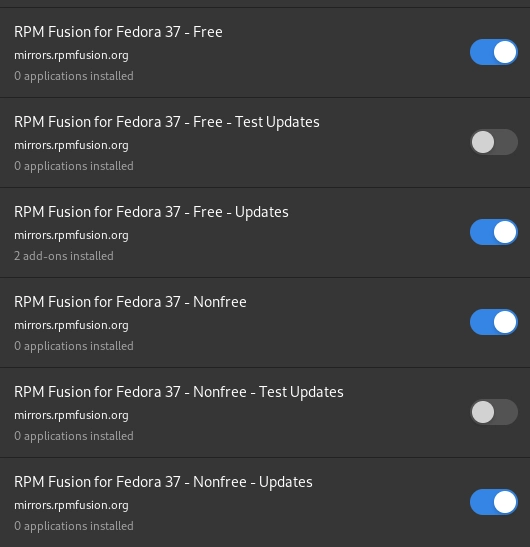 RPM Fusion for Fedora 37 - Free
mirrors.rpmfusion.org
0 applications installed
RPM Fusion for Fedora 37 - Free - Test Updates
mirrors.rpmfusion.org
0 applications installed
RPM Fusion for Fedora 37 - Free - Updates
mirrors.rpmfusion.org
2 add-ons installed
RPM Fusion for Fedora 37 - Nonfree
mirrors.rpmfusion.org
0 applications installed
RPM Fusion for Fedora 37 - Nonfree - Test Updates
mirrors.rpmfusion.org
0 applications installed
RPM Fusion for Fedora 37 - Nonfree - Updates
mirrors.rpmfusion.org
0 applications installed